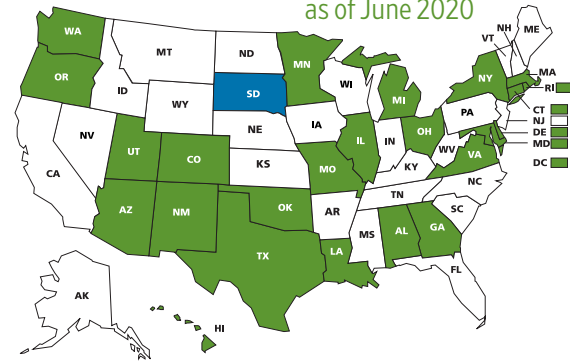 as of June 2020
WA
NH
ME
VT
MT
ND
MN
OR
ID
SD
WI
NY
MA
MI
RI
WY
CT
IA
PA
NJ
NE
OH
DE
NV
IL
IN
WV
MD
UT
CO
VA
DC
CA
KS
MO
KY
NC
TN
AZ
NM
OK
AR
SC
MS
AL
GA
TX
LA
FL
AK
HI